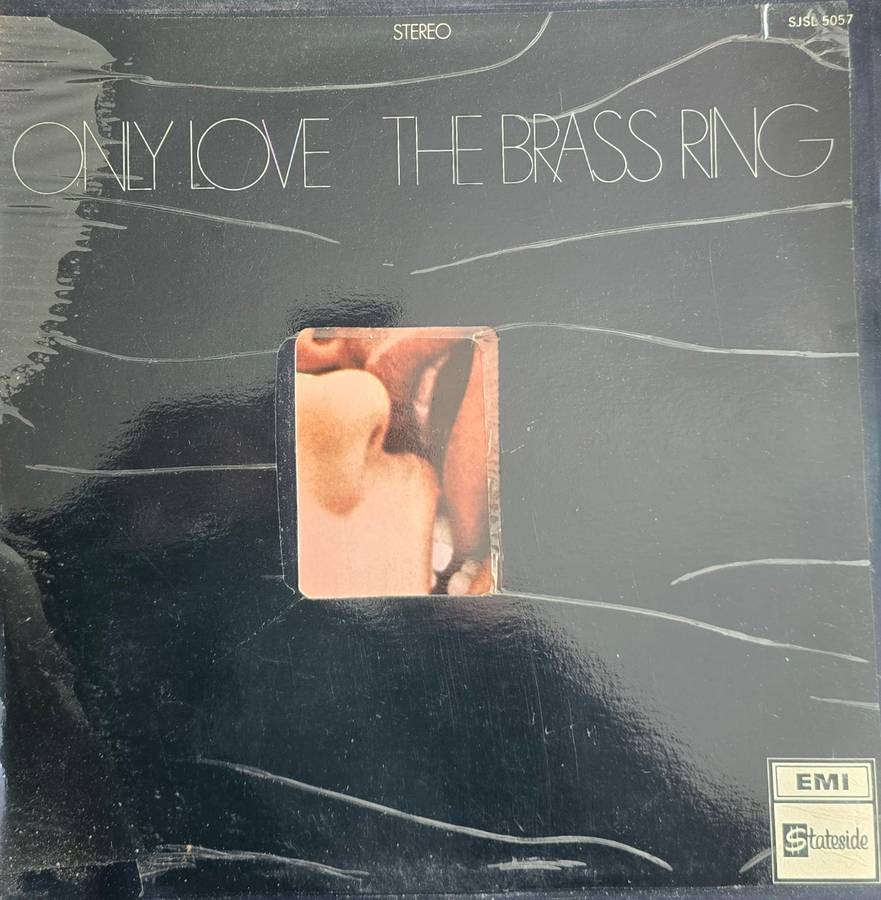 STEREO
SJSL 5057
ONLY LOVE THE BRASS RING
EMI
Stateside